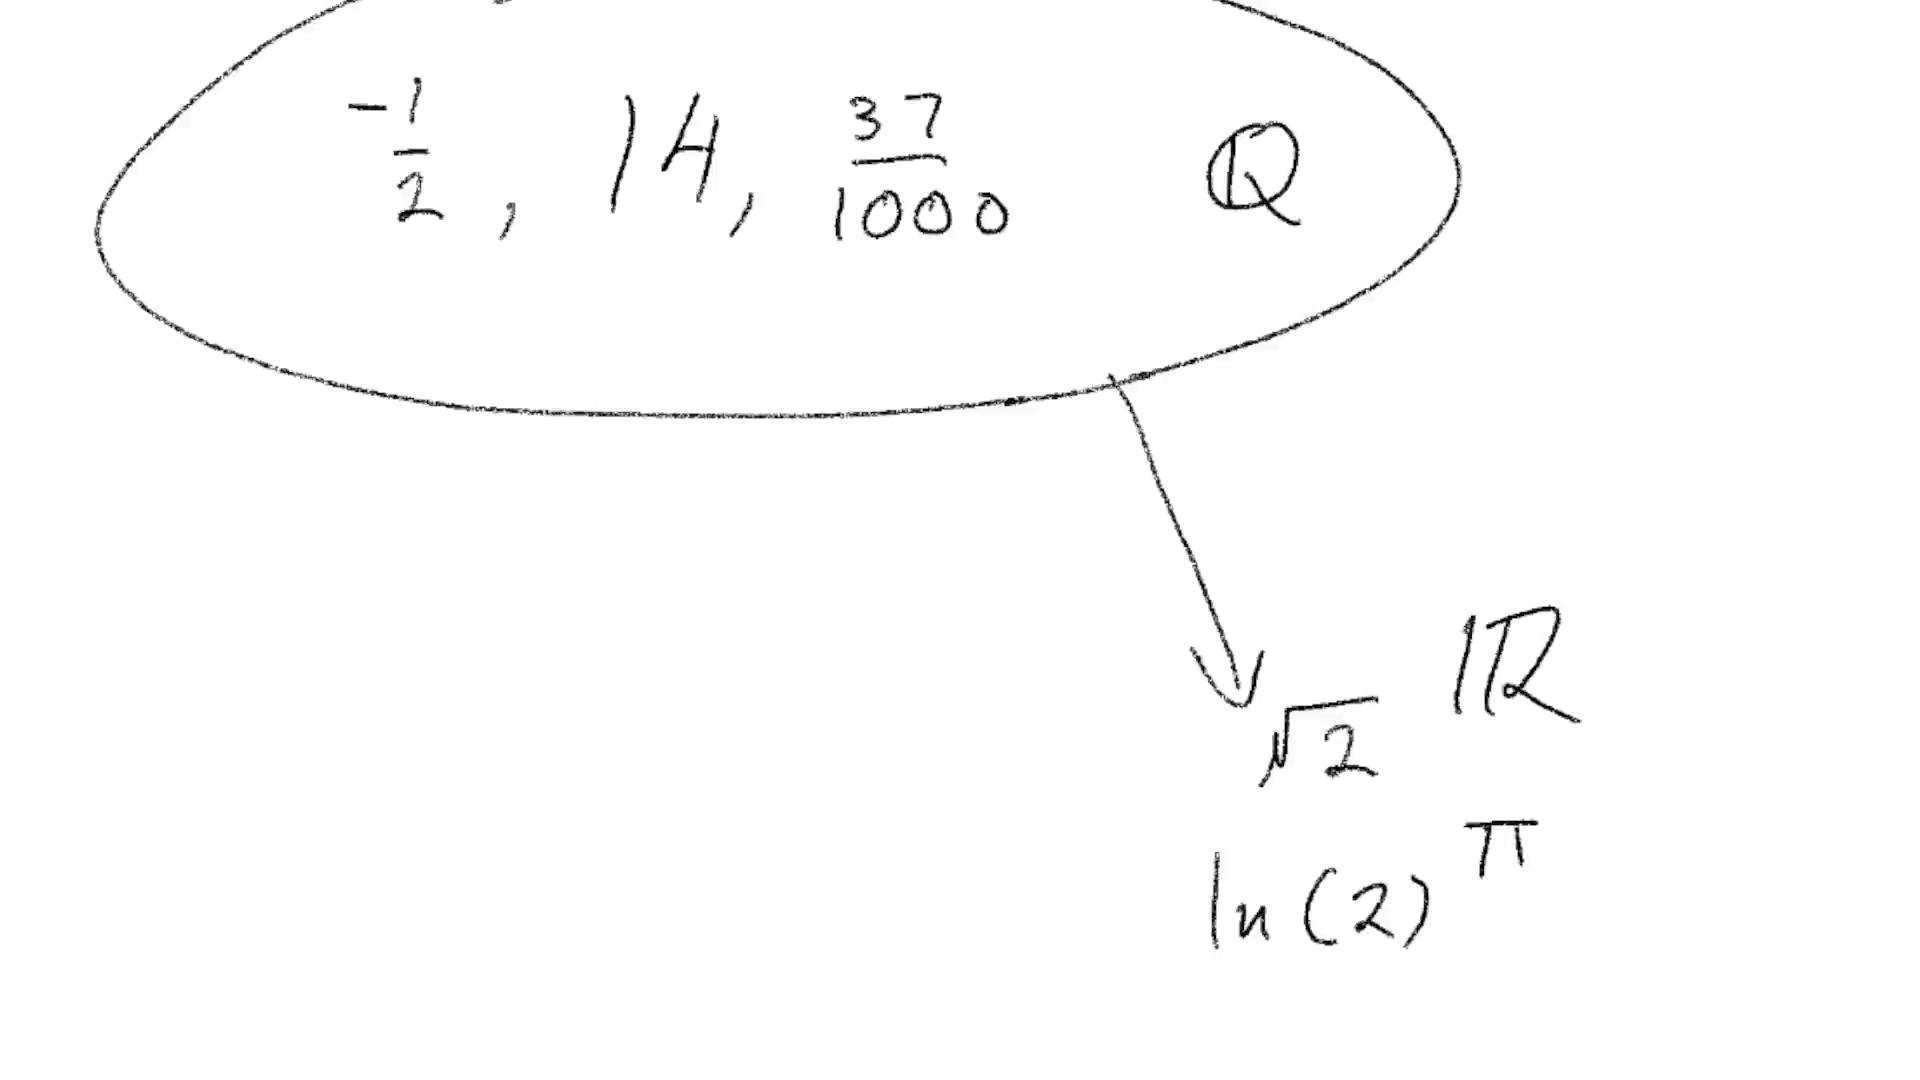 -1/2, 14, 37/1000 ℚ
√2 ℝ
π
ln(2)